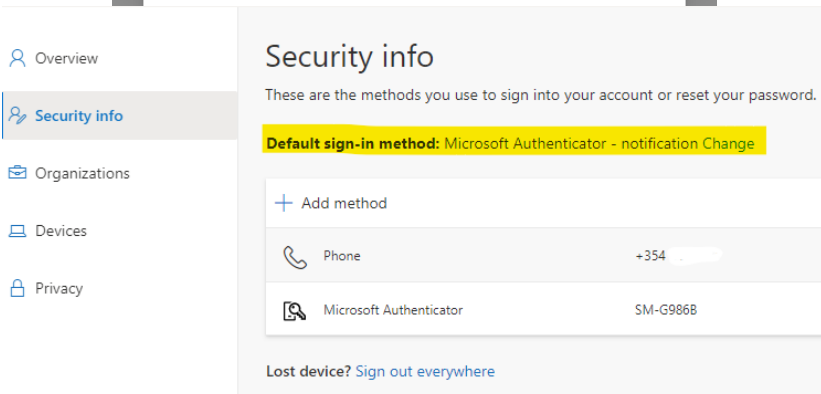 Overview
Security info
Organizations
Devices
Privacy
Security info
These are the methods you use to sign into your account or reset your password.
Default sign-in method: Microsoft Authenticator - notification Change
+ Add method
Phone +354
Microsoft Authenticator SM-G986B
Lost device? Sign out everywhere